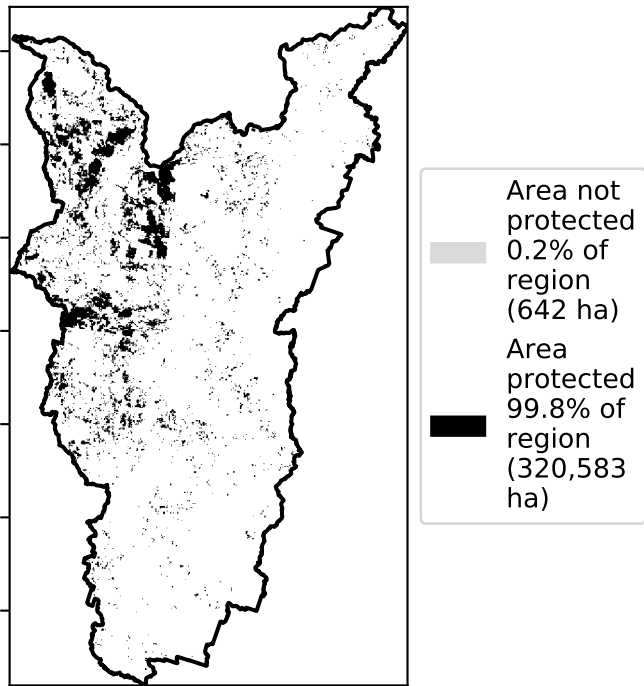 Area not
protected
0.2% of
region
(642 ha)
Area
protected
99.8% of
region
(320,583
ha)